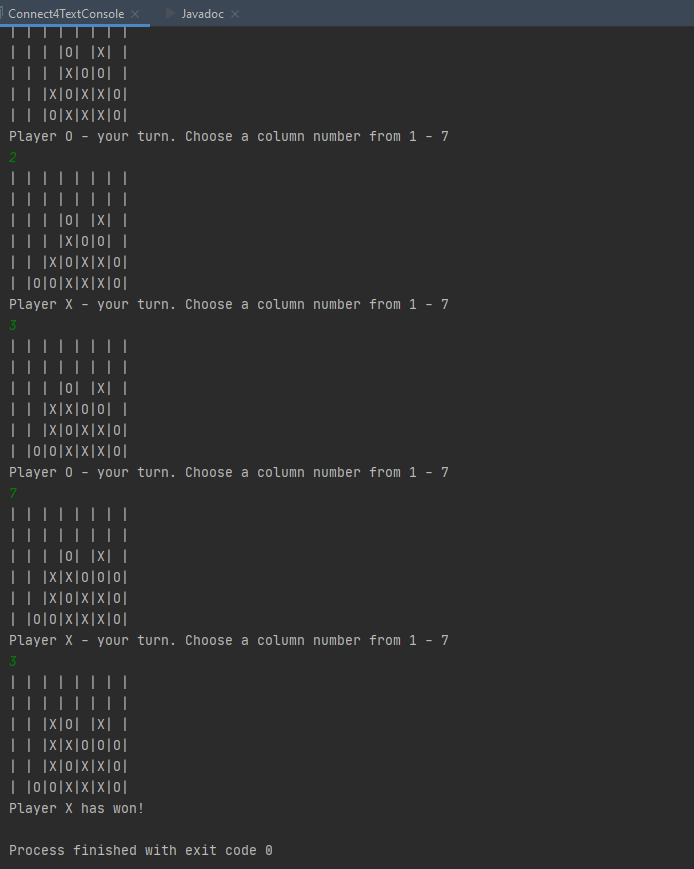 Connect4TextConsole × Javadoc ×
| | | | | | | |
| | | |O| |X| |
| | | |X|O|O| |
| | |X|O|X|X|O|
| | |O|X|X|X|O|
Player O - your turn. Choose a column number from 1 - 7
2
| | | | | | | |
| | | | | | | |
| | | |O| |X| |
| | | |X|O|O| |
| | |X|O|X|X|O|
| |O|O|X|X|X|O|
Player X - your turn. Choose a column number from 1 - 7
3
| | | | | | | |
| | | | | | | |
| | | |O| |X| |
| | |X|X|O|O| |
| | |X|O|X|X|O|
| |O|O|X|X|X|O|
Player O - your turn. Choose a column number from 1 - 7
7
| | | | | | | |
| | | | | | | |
| | | |O| |X| |
| | |X|X|O|O|O|
| | |X|O|X|X|O|
| |O|O|X|X|X|O|
Player X - your turn. Choose a column number from 1 - 7
3
| | | | | | | |
| | | | | | | |
| | |X|O| |X| |
| | |X|X|O|O|O|
| | |X|O|X|X|O|
| |O|O|X|X|X|O|
Player X has won!
Process finished with exit code 0